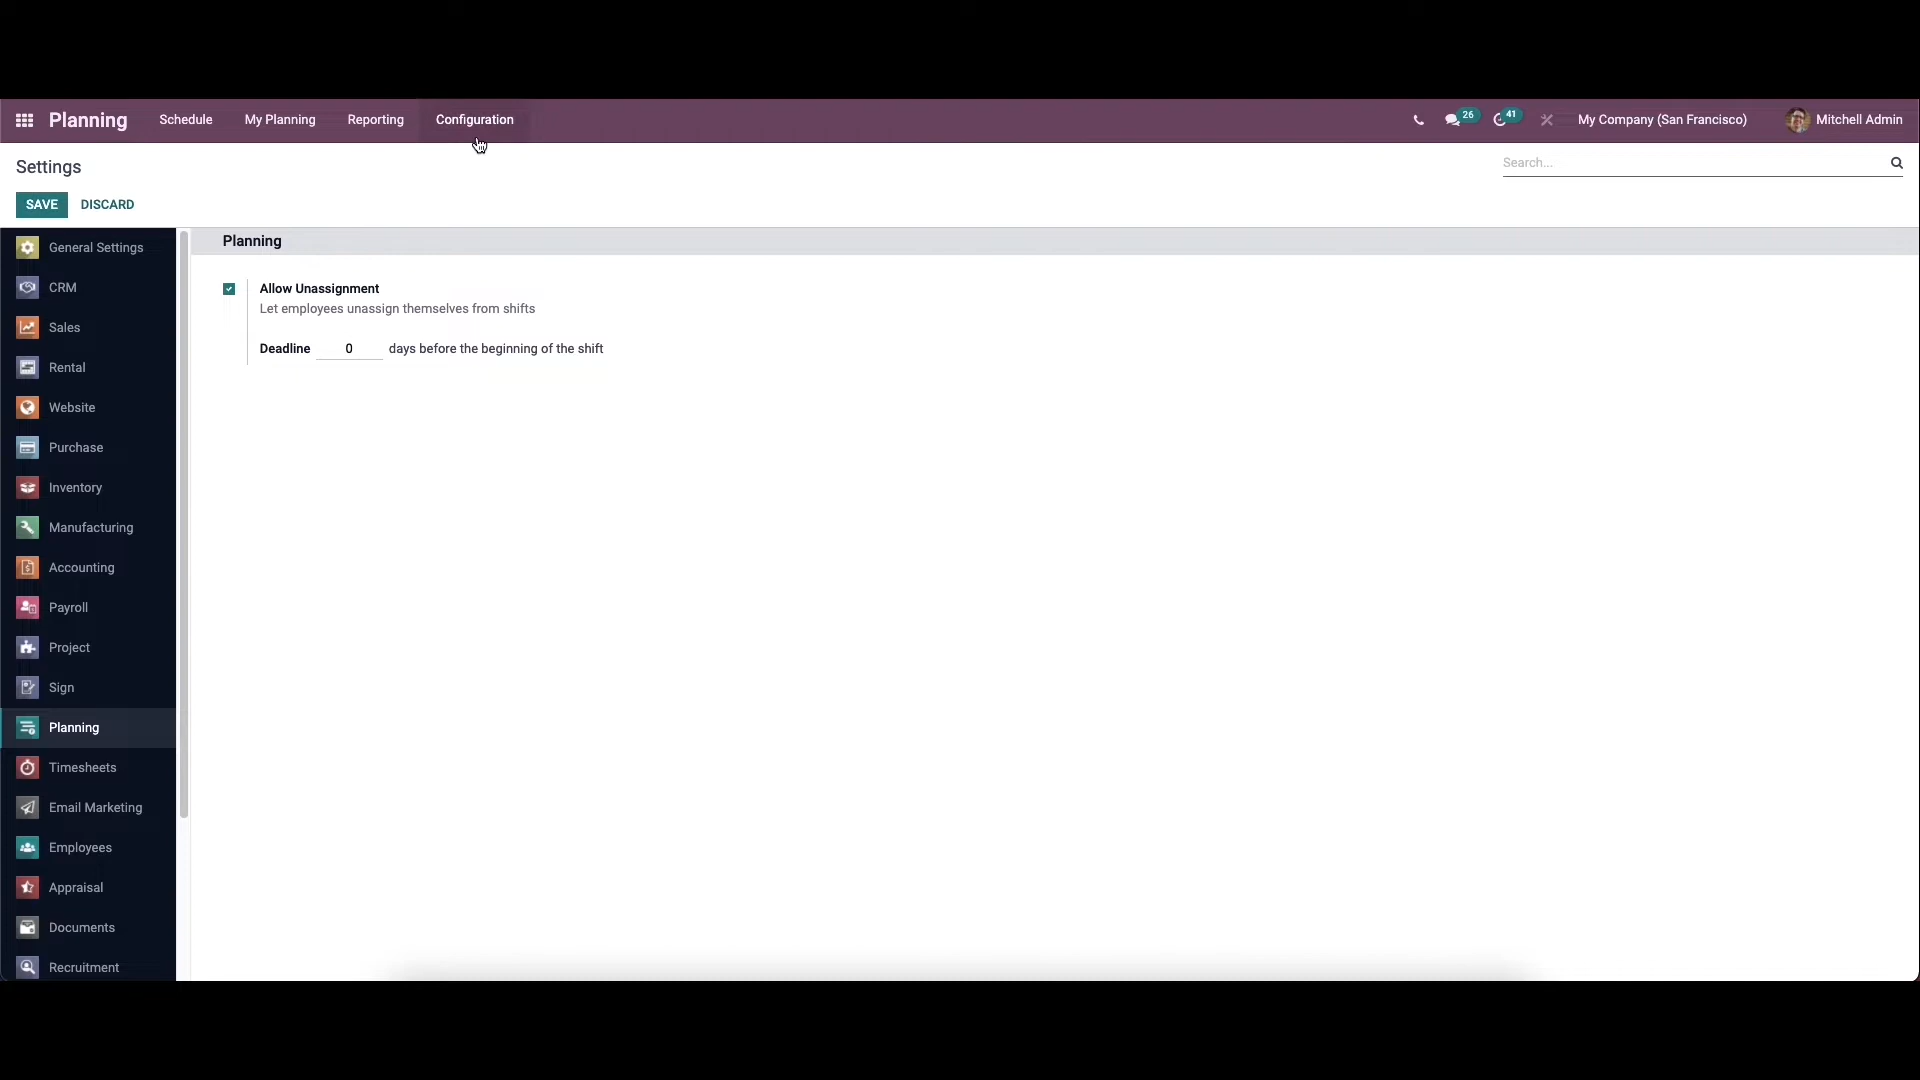 Planning Schedule My Planning Reporting Configuration 26 41 My Company (San Francisco) Mitchell Admin
Settings
Search...
SAVE DISCARD
General Settings
CRM
Sales
Rental
Website
Purchase
Inventory
Manufacturing
Accounting
Payroll
Project
Sign
Planning
Timesheets
Email Marketing
Employees
Appraisal
Documents
Recruitment
Planning
Allow Unassignment
Let employees unassign themselves from shifts
Deadline 0 days before the beginning of the shift